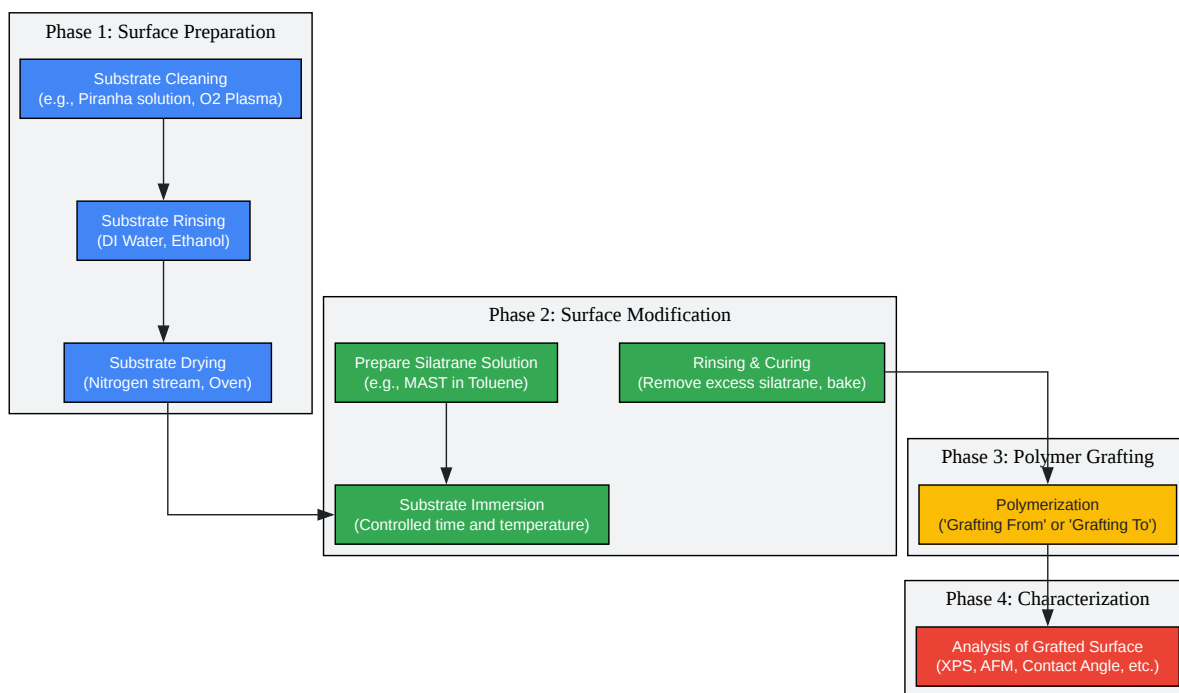 Phase 1: Surface Preparation
Substrate Cleaning
(e.g., Piranha solution, O2 Plasma)
Substrate Rinsing
(DI Water, Ethanol)
Substrate Drying
(Nitrogen stream, Oven)
Phase 2: Surface Modification
Prepare Silatrane Solution
(e.g., MAST in Toluene)
Rinsing & Curing
(Remove excess silatrane, bake)
Substrate Immersion
(Controlled time and temperature)
Phase 3: Polymer Grafting
Polymerization
('Grafting From' or 'Grafting To')
Phase 4: Characterization
Analysis of Grafted Surface
(XPS, AFM, Contact Angle, etc.)